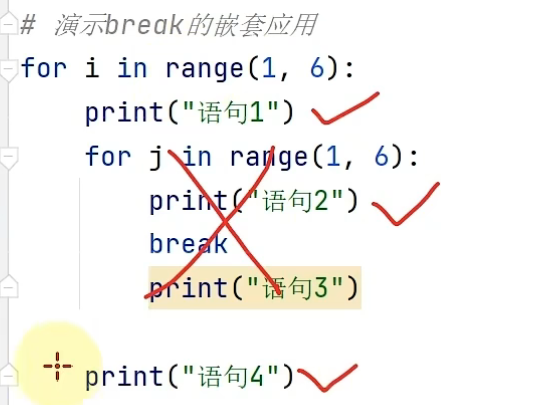 # 演示break的嵌套应用
for i in range(1, 6):
    print("语句1")
    for j in range(1, 6):
        print("语句2")
        break
        print("语句3")
    print("语句4")